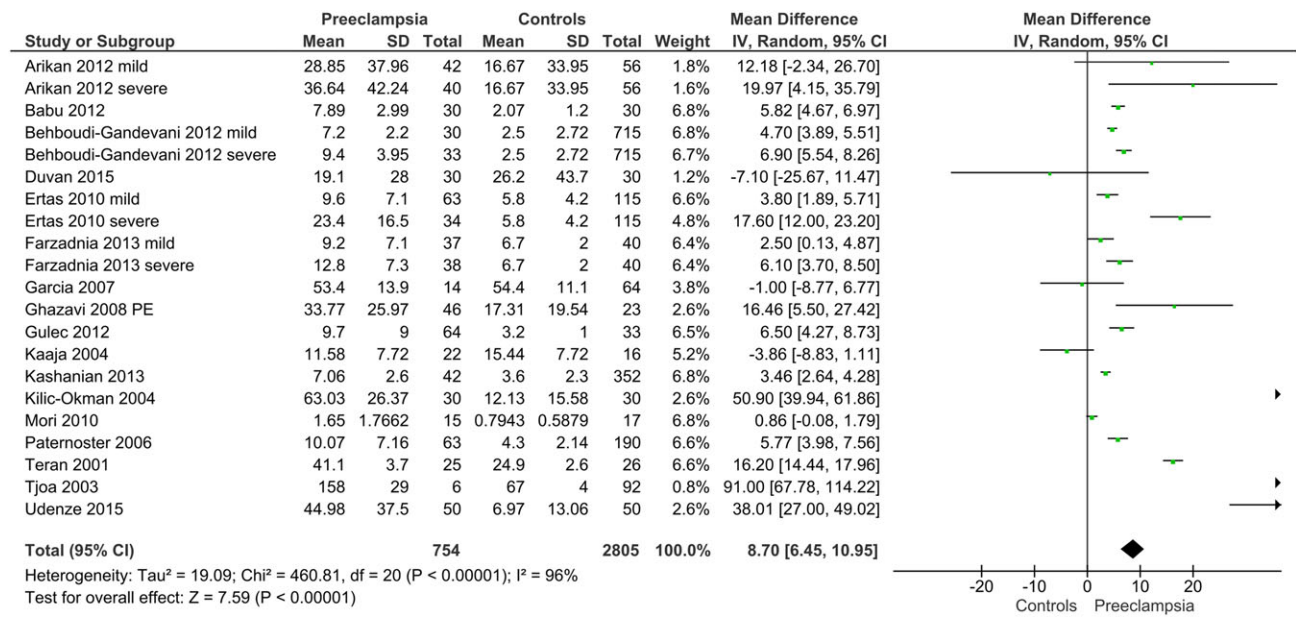 Preeclampsia Controls Mean Difference Mean Difference
Study or Subgroup Mean SD Total Mean SD Total Weight IV, Random, 95% CI IV, Random, 95% CI
Arikan 2012 mild 28.85 37.96 42 16.67 33.95 56 1.8% 12.18 [-2.34, 26.70]
Arikan 2012 severe 36.64 42.24 40 16.67 33.95 56 1.6% 19.97 [4.15, 35.79]
Babu 2012 7.89 2.99 30 2.07 1.2 30 6.8% 5.82 [4.67, 6.97]
Behboudi-Gandevani 2012 mild 7.2 2.2 30 2.5 2.72 715 6.8% 4.70 [3.89, 5.51]
Behboudi-Gandevani 2012 severe 9.4 3.95 33 2.5 2.72 715 6.7% 6.90 [5.54, 8.26]
Duvan 2015 19.1 28 30 26.2 43.7 30 1.2% -7.10 [-25.67, 11.47]
Ertas 2010 mild 9.6 7.1 63 5.8 4.2 115 6.6% 3.80 [1.89, 5.71]
Ertas 2010 severe 23.4 16.5 34 5.8 4.2 115 4.8% 17.60 [12.00, 23.20]
Farzadnia 2013 mild 9.2 7.1 37 6.7 2 40 6.4% 2.50 [0.13, 4.87]
Farzadnia 2013 severe 12.8 7.3 38 6.7 2 40 6.4% 6.10 [3.70, 8.50]
Garcia 2007 53.4 13.9 14 54.4 11.1 64 3.8% -1.00 [-8.77, 6.77]
Ghazavi 2008 PE 33.77 25.97 46 17.31 19.54 23 2.6% 16.46 [5.50, 27.42]
Gulec 2012 9.7 9 64 3.2 1 33 6.5% 6.50 [4.27, 8.73]
Kaaja 2004 11.58 7.72 22 15.44 7.72 16 5.2% -3.86 [-8.83, 1.11]
Kashanian 2013 7.06 2.6 42 3.6 2.3 352 6.8% 3.46 [2.64, 4.28]
Kilic-Okman 2004 63.03 26.37 30 12.13 15.58 30 2.6% 50.90 [39.94, 61.86]
Mori 2010 1.65 1.7662 15 0.7943 0.5879 17 6.8% 0.86 [-0.08, 1.79]
Paternoster 2006 10.07 7.16 63 4.3 2.14 190 6.6% 5.77 [3.98, 7.56]
Teran 2001 41.1 3.7 25 24.9 2.6 26 6.6% 16.20 [14.44, 17.96]
Tjoa 2003 158 29 6 67 4 92 0.8% 91.00 [67.78, 114.22]
Udenze 2015 44.98 37.5 50 6.97 13.06 50 2.6% 38.01 [27.00, 49.02]
Total (95% CI) 754 2805 100.0% 8.70 [6.45, 10.95]
Heterogeneity: Tau² = 19.09; Chi² = 460.81, df = 20 (P < 0.00001); I² = 96%
Test for overall effect: Z = 7.59 (P < 0.00001)
-20 -10 0 10 20
Controls Preeclampsia